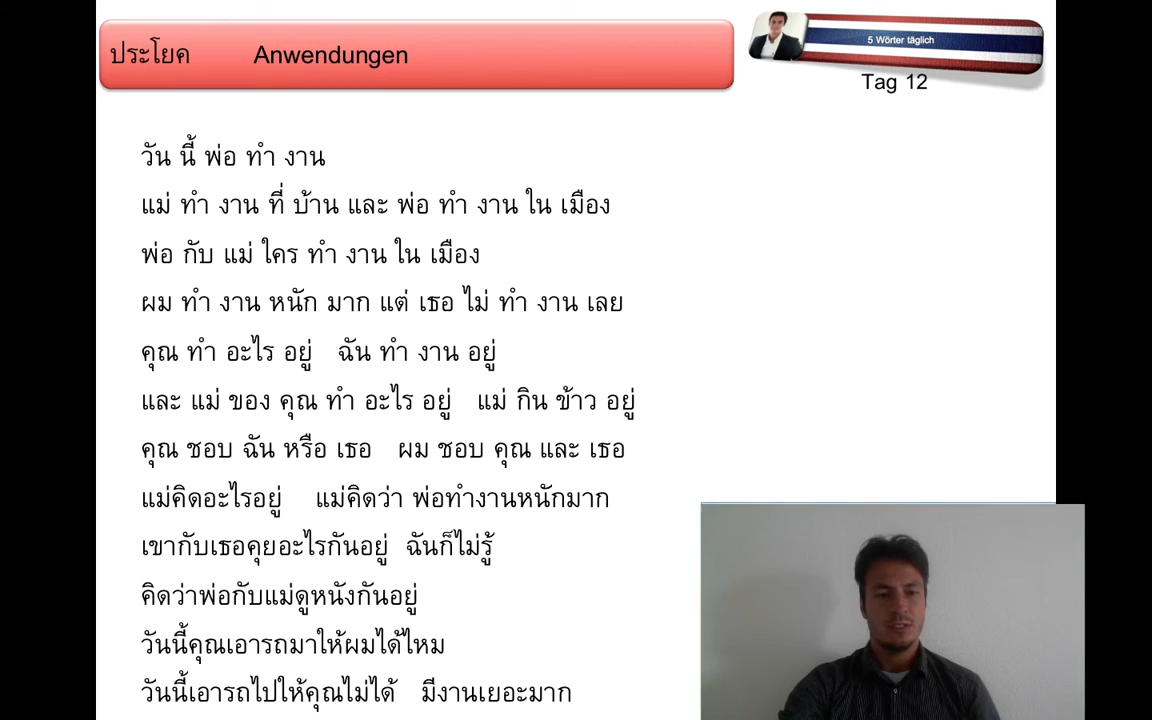 ประโยค Anwendungen
5 Wörter täglich
Tag 12
วัน นี้ พ่อ ทำ งาน
แม่ ทำ งาน ที่ บ้าน และ พ่อ ทำ งาน ใน เมือง
พ่อ กับ แม่ ใคร ทำ งาน ใน เมือง
ผม ทำ งาน หนัก มาก แต่ เธอ ไม่ ทำ งาน เลย
คุณ ทำ อะไร อยู่ ฉัน ทำ งาน อยู่
และ แม่ ของ คุณ ทำ อะไร อยู่ แม่ กิน ข้าว อยู่
คุณ ชอบ ฉัน หรือ เธอ ผม ชอบ คุณ และ เธอ
แม่คิดอะไรอยู่ แม่คิดว่า พ่อทำงานหนักมาก
เขากับเธอคุยอะไรกันอยู่ ฉันก็ไม่รู้
คิดว่าพ่อกับแม่ดูหนังกันอยู่
วันนี้คุณเอารถมาให้ผมได้ไหม
วันนี้เอารถไปให้คุณไม่ได้ มีงานเยอะมาก